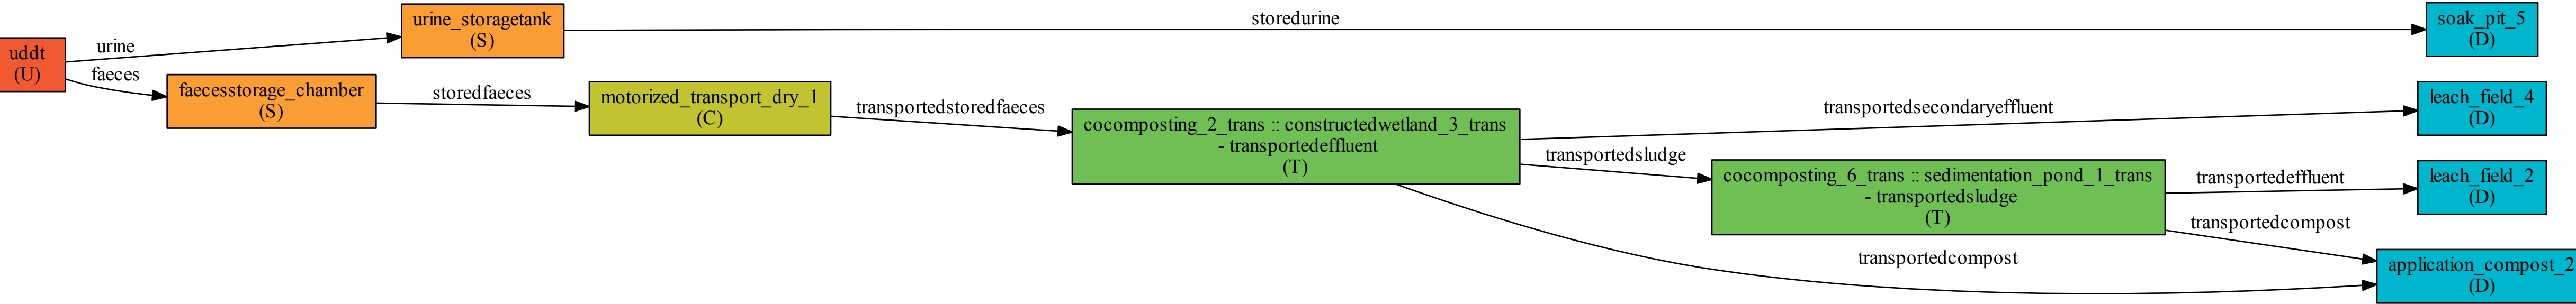 uddt
(U)
urine
faeces
urine_storagetank
(S)
faecesstorage_chamber
(S)
storedurine
storedfaeces
motorized_transport_dry_1
(C)
transportedstoredfaeces
cocomposting_2_trans :: constructedwetland_3_trans
- transportedeffluent
(T)
transportedsecondaryeffluent
transportedsludge
transportedcompost
cocomposting_6_trans :: sedimentation_pond_1_trans
- transportedsludge
(T)
transportedeffluent
transportedcompost
soak_pit_5
(D)
leach_field_4
(D)
leach_field_2
(D)
application_compost_2
(D)